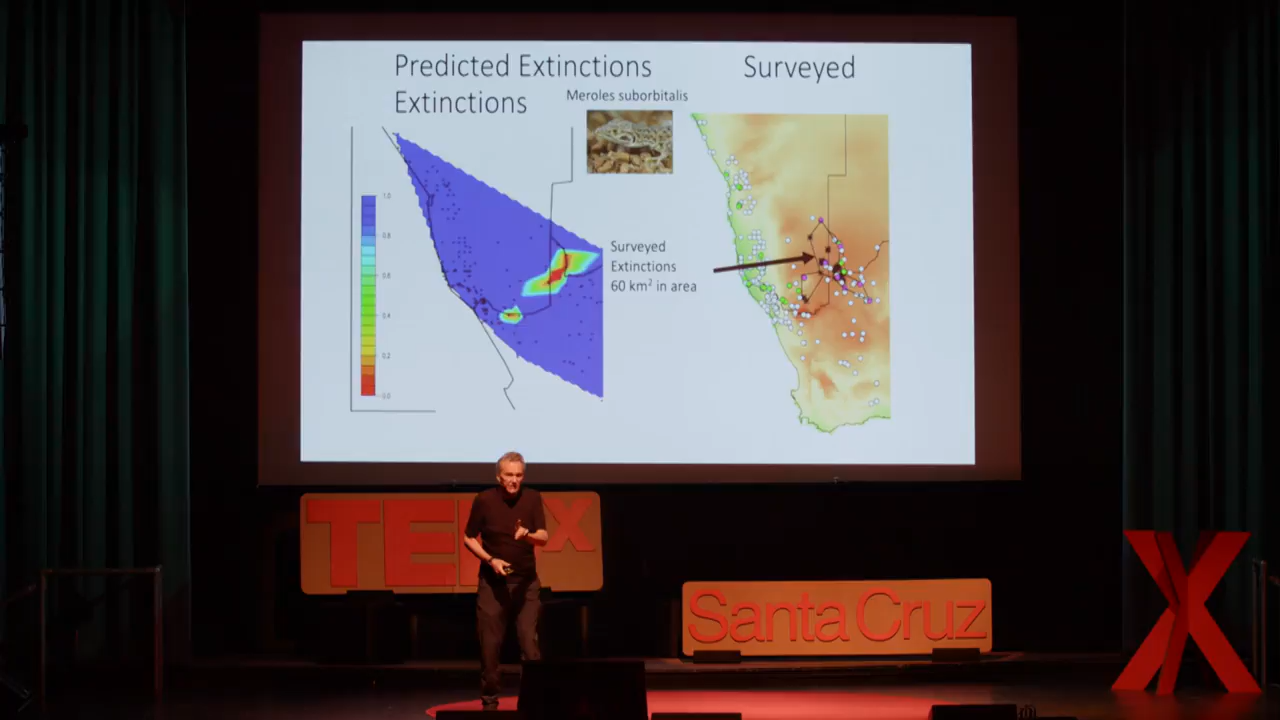 Predicted Extinctions
Extinctions
Surveyed
Meroles suborbitalis
1.0
0.8
0.6
0.4
0.2
0.0
Surveyed
Extinctions
60 km² in area
TEDx
Santa Cruz
X